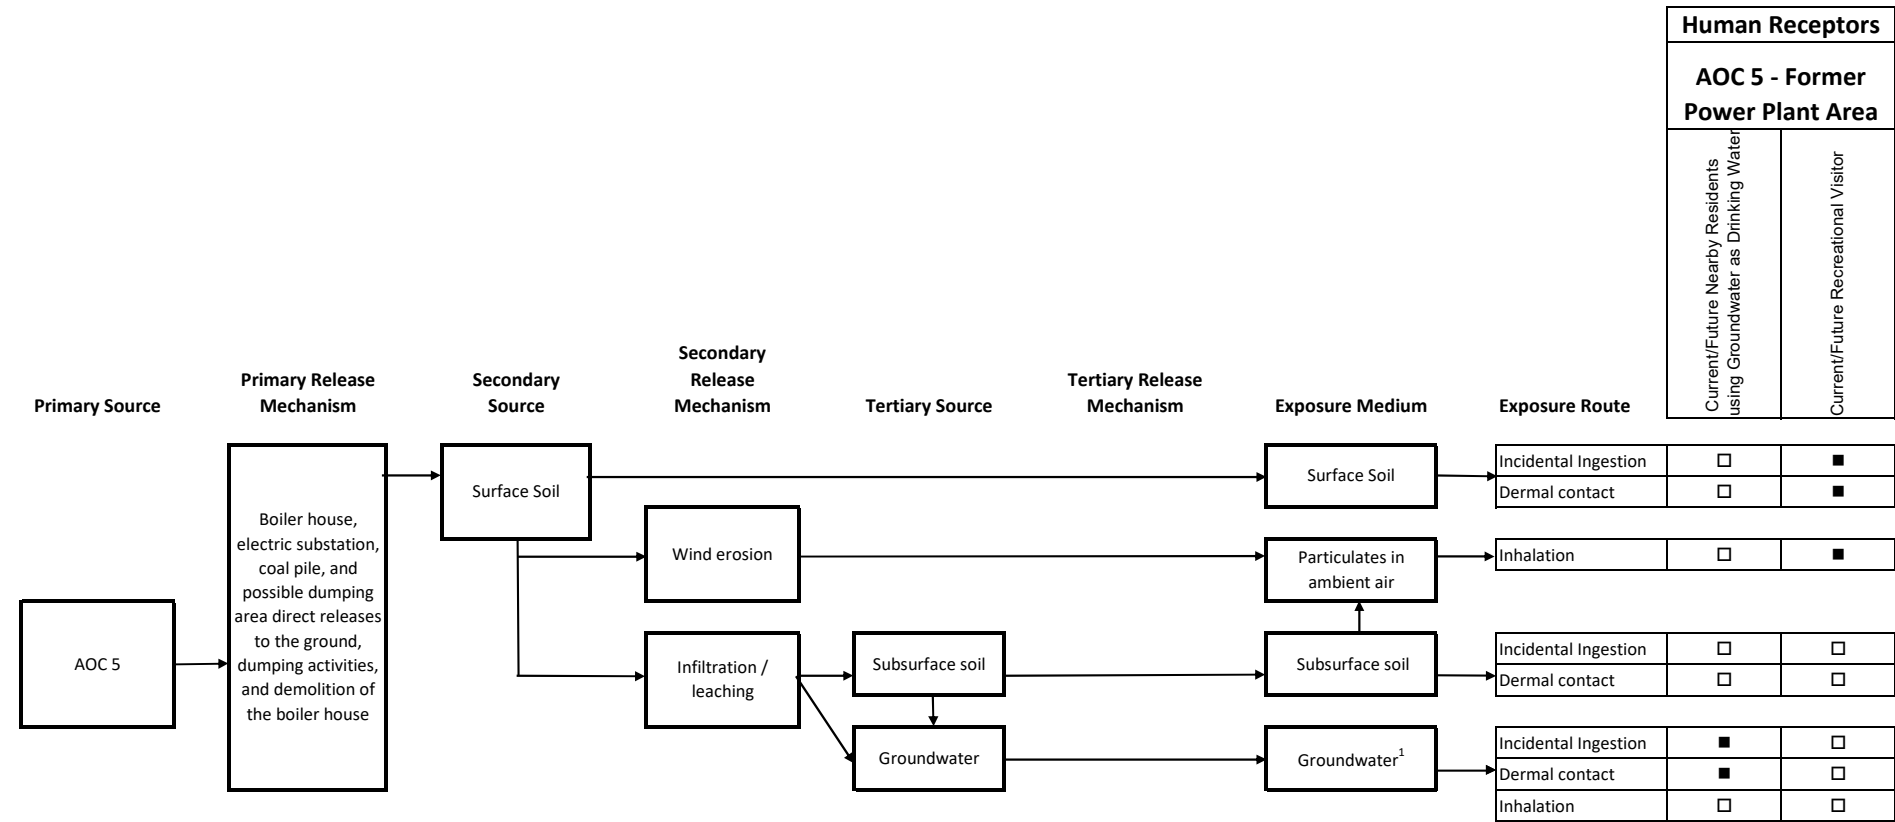 Human Receptors
AOC 5 - Former
Power Plant Area
Current/Future Nearby Residents
using Groundwater as Drinking Water
Current/Future Recreational Visitor
Primary Source
Primary Release
Mechanism
Secondary
Source
Secondary
Release
Mechanism
Tertiary Source
Tertiary Release
Mechanism
Exposure Medium
Exposure Route
AOC 5
Boiler house,
electric substation,
coal pile, and
possible dumping
area direct releases
to the ground,
dumping activities,
and demolition of
the boiler house
Surface Soil
Surface Soil
Incidental Ingestion □ ■
Dermal contact □ ■
Wind erosion
Particulates in
ambient air
Inhalation □ ■
Infiltration /
leaching
Subsurface soil
Subsurface soil
Incidental Ingestion □ □
Dermal contact □ □
Groundwater
Groundwater¹
Incidental Ingestion ■ □
Dermal contact ■ □
Inhalation □ □